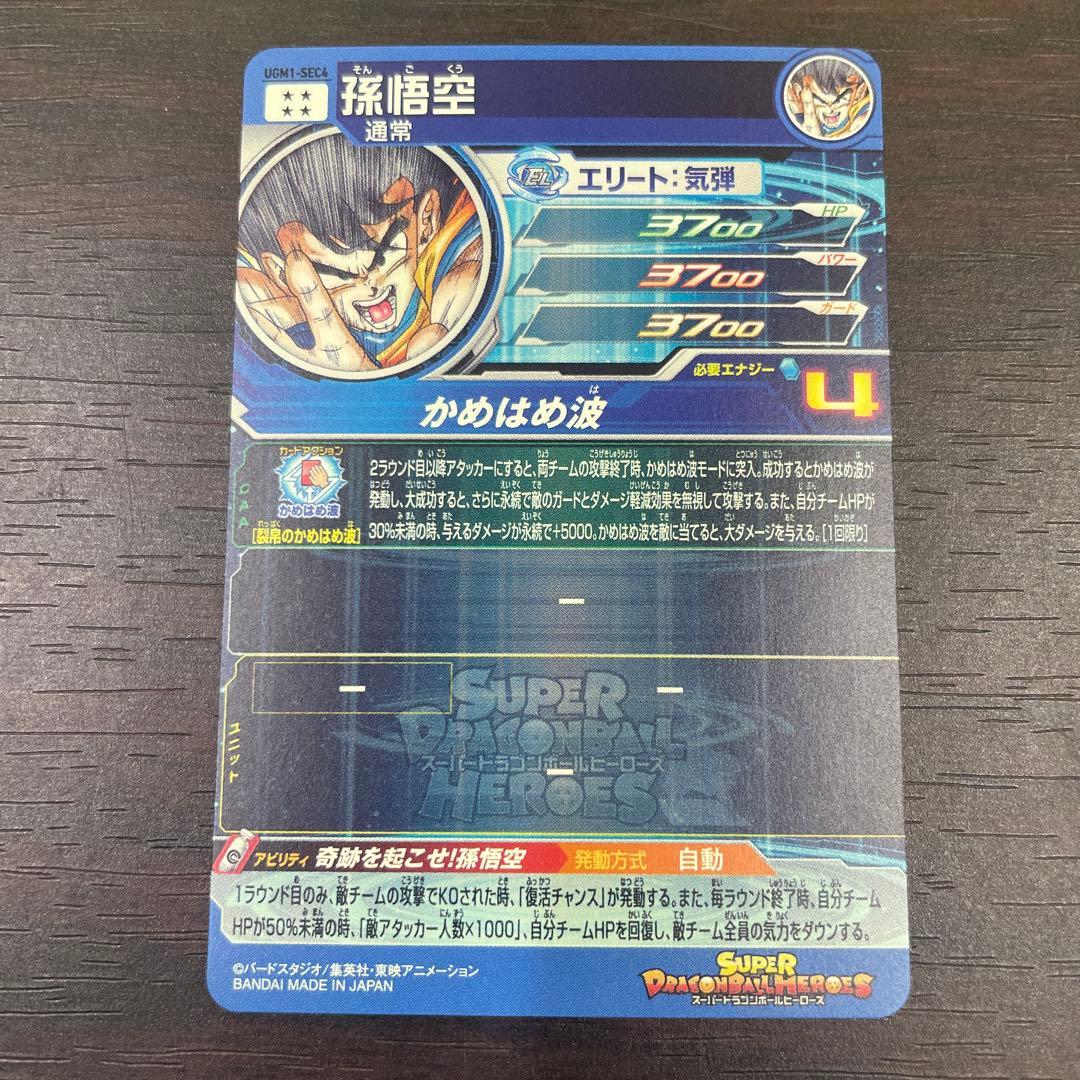 UGM1-SEC4
孫悟空
そんごくう
通常
エリート:気弾
HP
3700
パワー
3700
ガード
3700
必要エナジー
4
かめはめ波
は
カードアクション
かめはめ波
[裂帛のかめはめ波]
れっぱく
CAA
2ラウンド目以降アタッカーにすると、両チームの攻撃終了時、かめはめ波モードに突入。成功するとかめはめ波が
発動し、大成功すると、さらに永続で敵のガードとダメージ軽減効果を無視して攻撃する。また、自分チームHPが
30%未満の時、与えるダメージが永続で+5000。かめはめ波を敵に当てると、大ダメージを与える。[1回限り]
ー
ユニット
ー
ー
ー
SUPER
DRAGONBALL
スーパードラゴンボールヒーローズ
HEROES
アビリティ 奇跡を起こせ!孫悟空 発動方式 自動
1ラウンド目のみ、敵チームの攻撃でKOされた時、「復活チャンス」が発動する。また、毎ラウンド終了時、自分チーム
HPが50%未満の時、「敵アタッカー人数×1000」、自分チームHPを回復し、敵チーム全員の気力をダウンする。
©バードスタジオ/集英社・東映アニメーション
BANDAI MADE IN JAPAN
SUPER
DRAGONBALL HEROES
スーパードラゴンボールヒーローズ